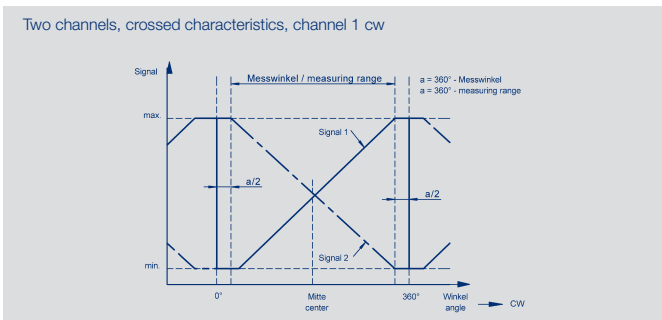 Two channels, crossed characteristics, channel 1 cw
Signal
Messwinkel / measuring range
a = 360° - Messwinkel
a = 360° - measuring range
max.
Signal 1
a/2
a/2
Signal 2
min.
0°
Mitte
center
360°
Winkel
angle
CW